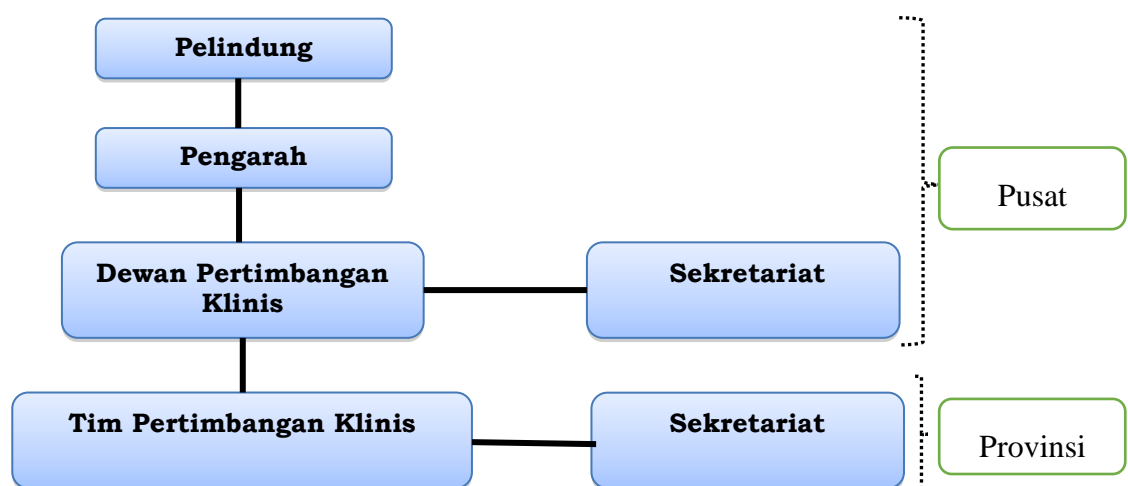 Pelindung
Pengarah
Pusat
Dewan Pertimbangan
Klinis
Sekretariat
Tim Pertimbangan Klinis
Sekretariat
Provinsi